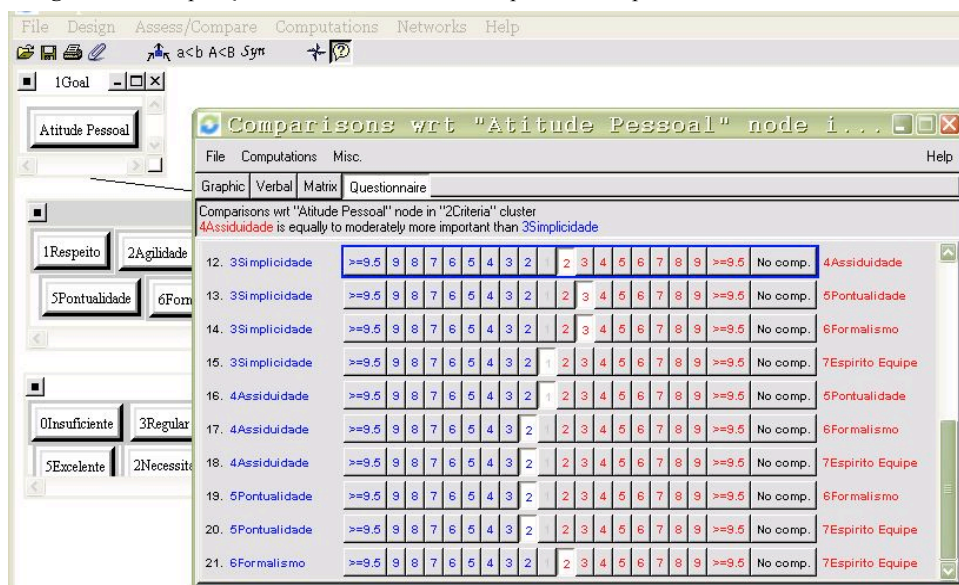 File Design Assess/Compare Computations Networks Help
a<b A<B Syn
1Goal
Atitude Pessoal
Comparisons wrt "Atitude Pessoal" node i...
File Computations Misc. Help
Graphic Verbal Matrix Questionnaire
Comparisons wrt "Atitude Pessoal" node in "2Criteria" cluster
4Assiduidade is equally to moderately more important than 3Simplicidade
1Respeito 2Agilidade
5Pontualidade 6Form
0Insuficiente 3Regular
5Excelente 2Necessita
12. 3Simplicidade >=9.5 9 8 7 6 5 4 3 2 1 2 3 4 5 6 7 8 9 >=9.5 No comp. 4Assiduidade
13. 3Simplicidade >=9.5 9 8 7 6 5 4 3 2 1 2 3 4 5 6 7 8 9 >=9.5 No comp. 5Pontualidade
14. 3Simplicidade >=9.5 9 8 7 6 5 4 3 2 1 2 3 4 5 6 7 8 9 >=9.5 No comp. 6Formalismo
15. 3Simplicidade >=9.5 9 8 7 6 5 4 3 2 1 2 3 4 5 6 7 8 9 >=9.5 No comp. 7Espirito Equipe
16. 4Assiduidade >=9.5 9 8 7 6 5 4 3 2 1 2 3 4 5 6 7 8 9 >=9.5 No comp. 5Pontualidade
17. 4Assiduidade >=9.5 9 8 7 6 5 4 3 2 1 2 3 4 5 6 7 8 9 >=9.5 No comp. 6Formalismo
18. 4Assiduidade >=9.5 9 8 7 6 5 4 3 2 1 2 3 4 5 6 7 8 9 >=9.5 No comp. 7Espirito Equipe
19. 5Pontualidade >=9.5 9 8 7 6 5 4 3 2 1 2 3 4 5 6 7 8 9 >=9.5 No comp. 6Formalismo
20. 5Pontualidade >=9.5 9 8 7 6 5 4 3 2 1 2 3 4 5 6 7 8 9 >=9.5 No comp. 7Espirito Equipe
21. 6Formalismo >=9.5 9 8 7 6 5 4 3 2 1 2 3 4 5 6 7 8 9 >=9.5 No comp. 7Espirito Equipe